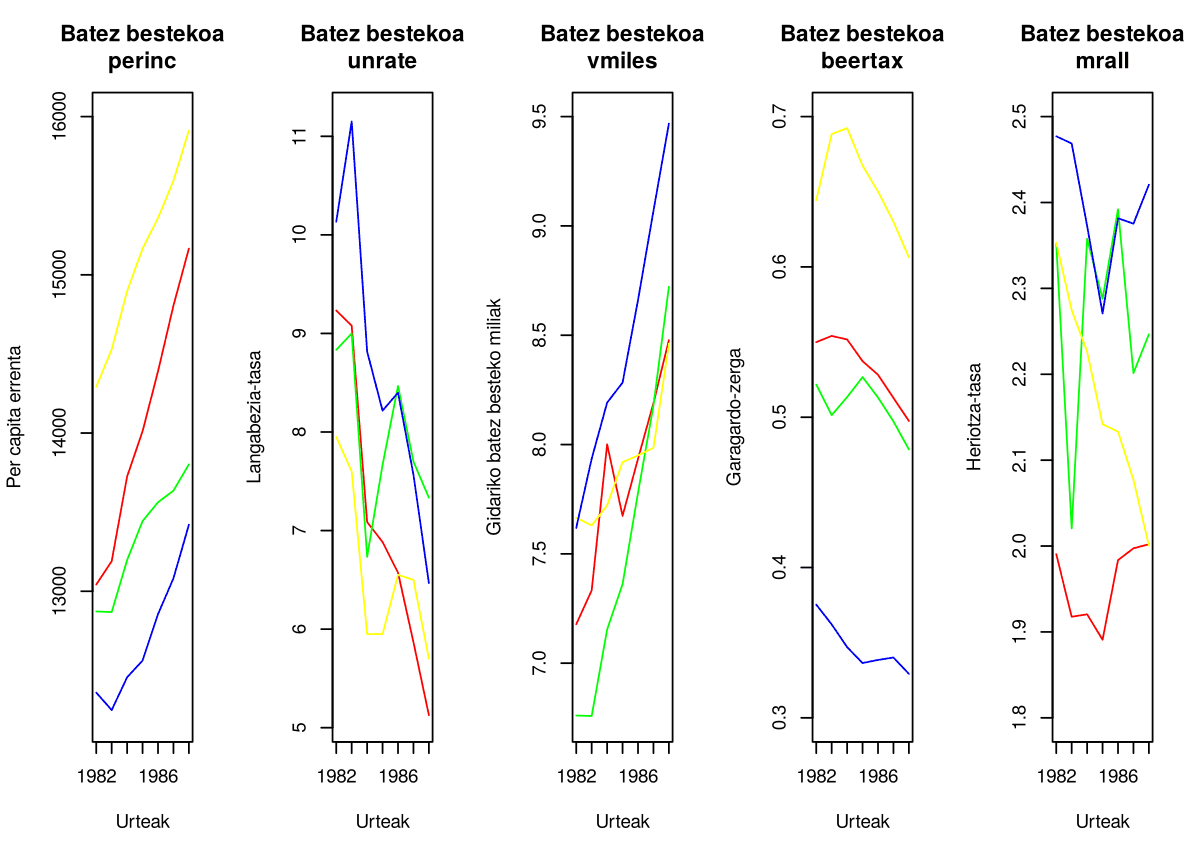 Batez bestekoa
perinc
Per capita errenta
16000
15000
14000
13000
1982
1986
Urteak
Batez bestekoa
unrate
Langabezia-tasa
11
10
9
8
7
6
5
1982
1986
Urteak
Batez bestekoa
vmiles
Gidariko batez besteko miliak
9.5
9.0
8.5
8.0
7.5
7.0
1982
1986
Urteak
Batez bestekoa
beertax
Garagardo-zerga
0.7
0.6
0.5
0.4
0.3
1982
1986
Urteak
Batez bestekoa
mrall
Heriotza-tasa
2.5
2.4
2.3
2.2
2.1
2.0
1.9
1.8
1982
1986
Urteak